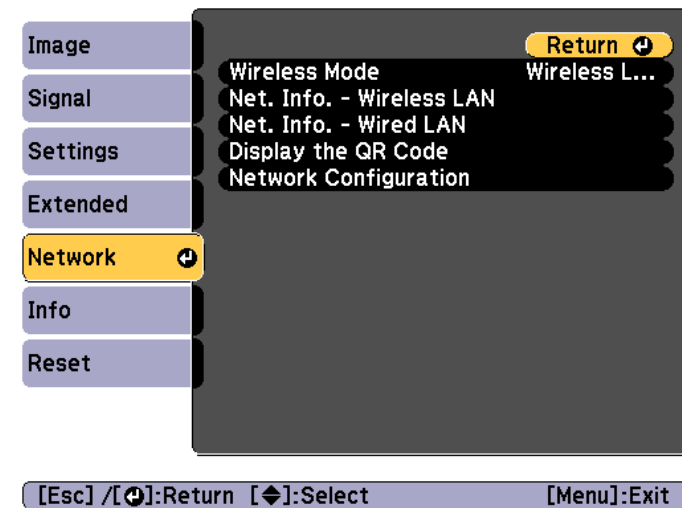 Image
Signal
Settings
Extended
Network
Info
Reset
Return
Wireless Mode Wireless L...
Net. Info. - Wireless LAN
Net. Info. - Wired LAN
Display the QR Code
Network Configuration
[Esc] /[]:Return []:Select [Menu]:Exit